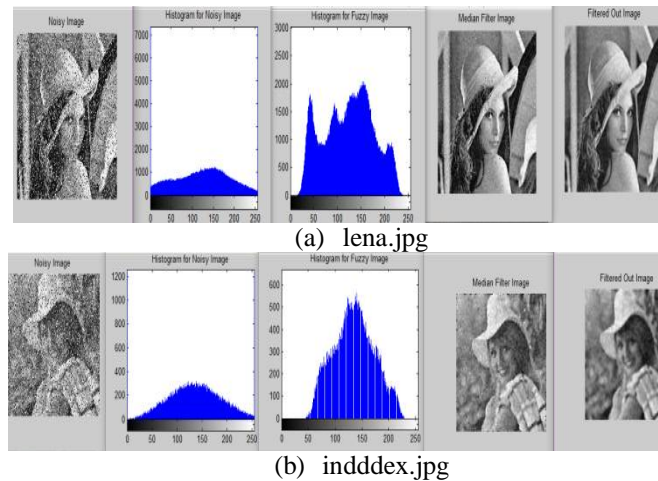 Noisy Image
Histogram for Noisy Image
Histogram for Fuzzy Image
Median Filter Image
Filtered Out Image
7000
6000
5000
4000
3000
2000
1000
0
0 50 100 150 200 250
3000
2500
2000
1500
1000
500
0
0 50 100 150 200 250
(a) lena.jpg
Noisy Image
Histogram for Noisy Image
Histogram for Fuzzy Image
Median Filter Image
Filtered Out Image
1200
1000
800
600
400
200
0
0 50 100 150 200 250
600
500
400
300
200
100
0
0 50 100 150 200 250
(b) indddex.jpg